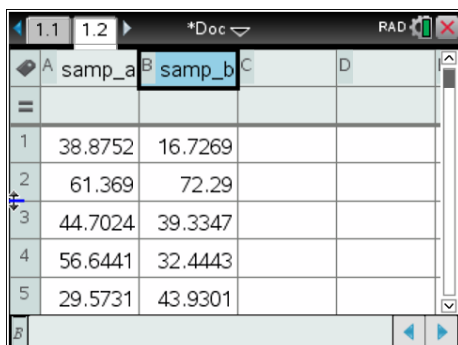 1.1 1.2 *Doc RAD
A samp_a B samp_b C D
=
1 38.8752 16.7269
2 61.369 72.29
3 44.7024 39.3347
4 56.6441 32.4443
5 29.5731 43.9301
B